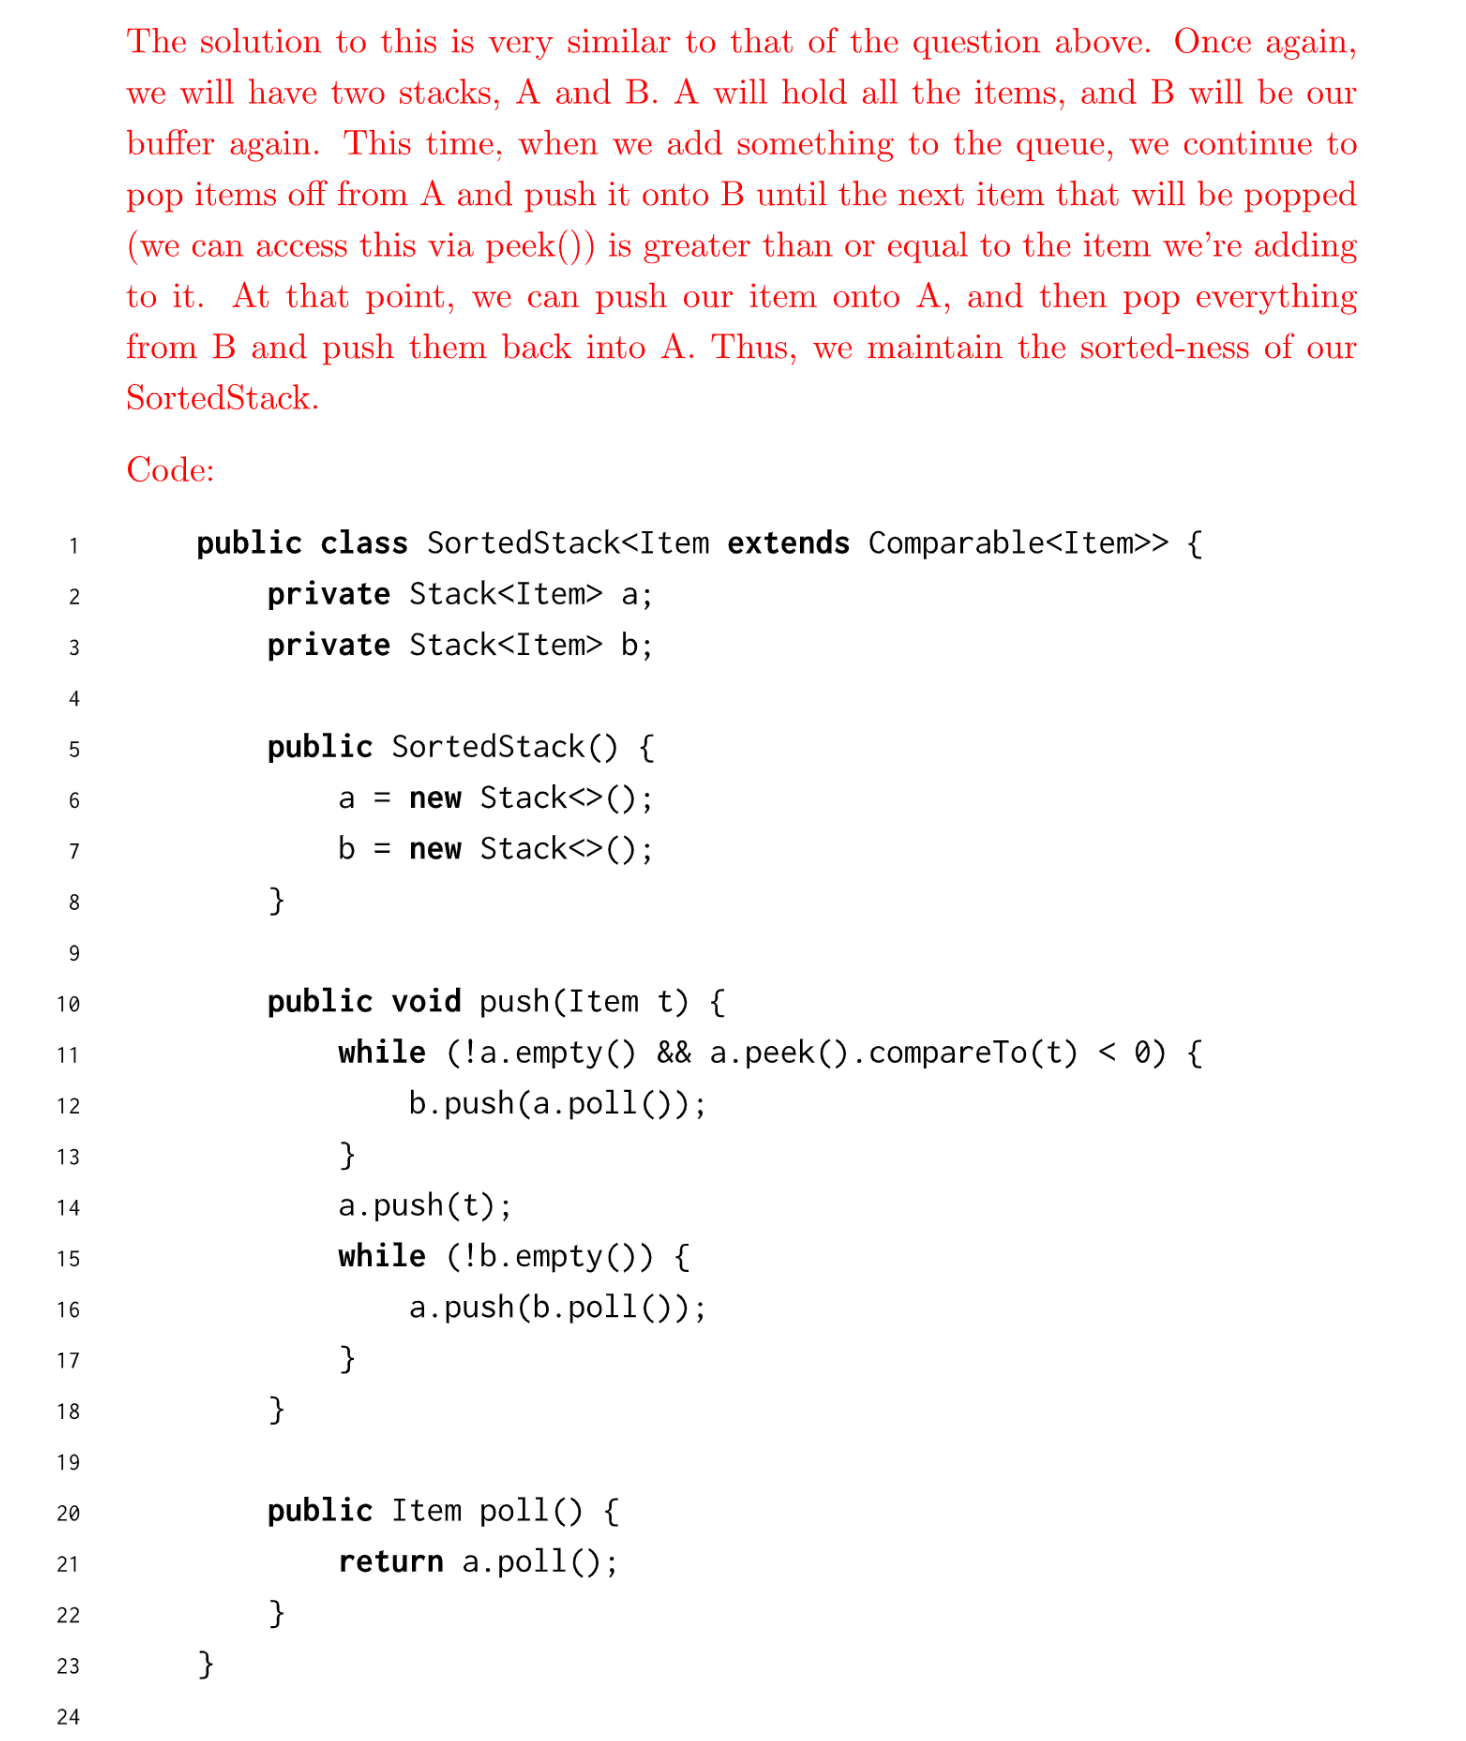 The solution to this is very similar to that of the question above. Once again,
we will have two stacks, A and B. A will hold all the items, and B will be our
buffer again. This time, when we add something to the queue, we continue to
pop items off from A and push it onto B until the next item that will be popped
(we can access this via peek()) is greater than or equal to the item we're adding
to it. At that point, we can push our item onto A, and then pop everything
from B and push them back into A. Thus, we maintain the sorted-ness of our
SortedStack.
Code:
1 public class SortedStack<Item extends Comparable<Item>> {
2 private Stack<Item> a;
3 private Stack<Item> b;
4
5 public SortedStack() {
6 a = new Stack<>();
7 b = new Stack<>();
8 }
9
10 public void push(Item t) {
11 while (!a.empty() && a.peek().compareTo(t) < 0) {
12 b.push(a.poll());
13 }
14 a.push(t);
15 while (!b.empty()) {
16 a.push(b.poll());
17 }
18 }
19
20 public Item poll() {
21 return a.poll();
22 }
23 }
24